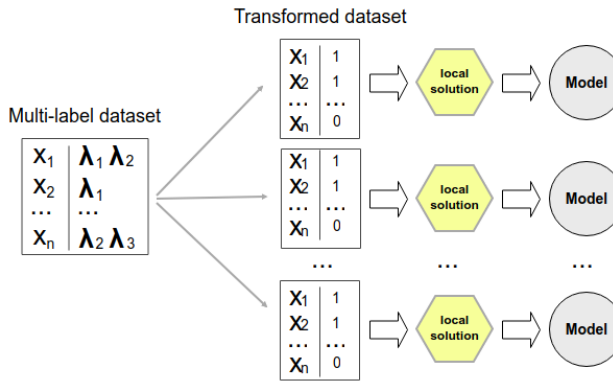 Transformed dataset
Multi-label dataset
X1 λ1 λ2
X2 λ1
... ...
Xn λ2 λ3
X1 1
X2 1
... ...
Xn 0
local
solution
Model
X1 1
X2 1
... ...
Xn 0
local
solution
Model
... ... ...
X1 1
X2 1
... ...
Xn 0
local
solution
Model